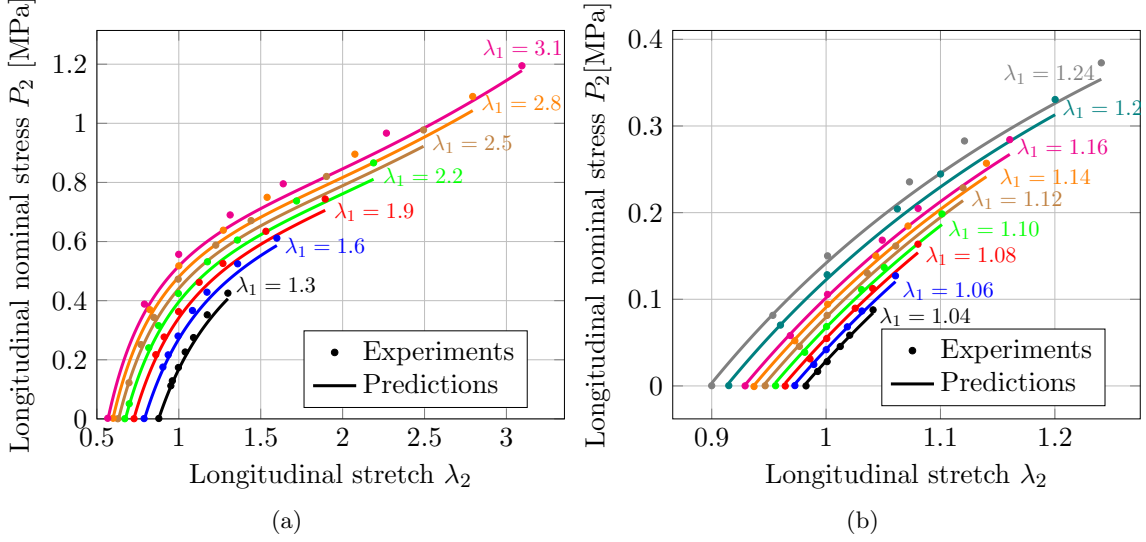 Longitudinal nominal stress P₂ [MPa]
1.2
1
0.8
0.6
0.4
0.2
0
0.5
1
1.5
2
2.5
3
Longitudinal stretch λ₂
λ₁ = 3.1
λ₁ = 2.8
λ₁ = 2.5
λ₁ = 2.2
λ₁ = 1.9
λ₁ = 1.6
λ₁ = 1.3
Experiments
Predictions
(a)
Longitudinal nominal stress P₂[MPa]
0.4
0.3
0.2
0.1
0
0.9
1
1.1
1.2
Longitudinal stretch λ₂
λ₁ = 1.24
λ₁ = 1.2
λ₁ = 1.16
λ₁ = 1.14
λ₁ = 1.12
λ₁ = 1.10
λ₁ = 1.08
λ₁ = 1.06
λ₁ = 1.04
Experiments
Predictions
(b)